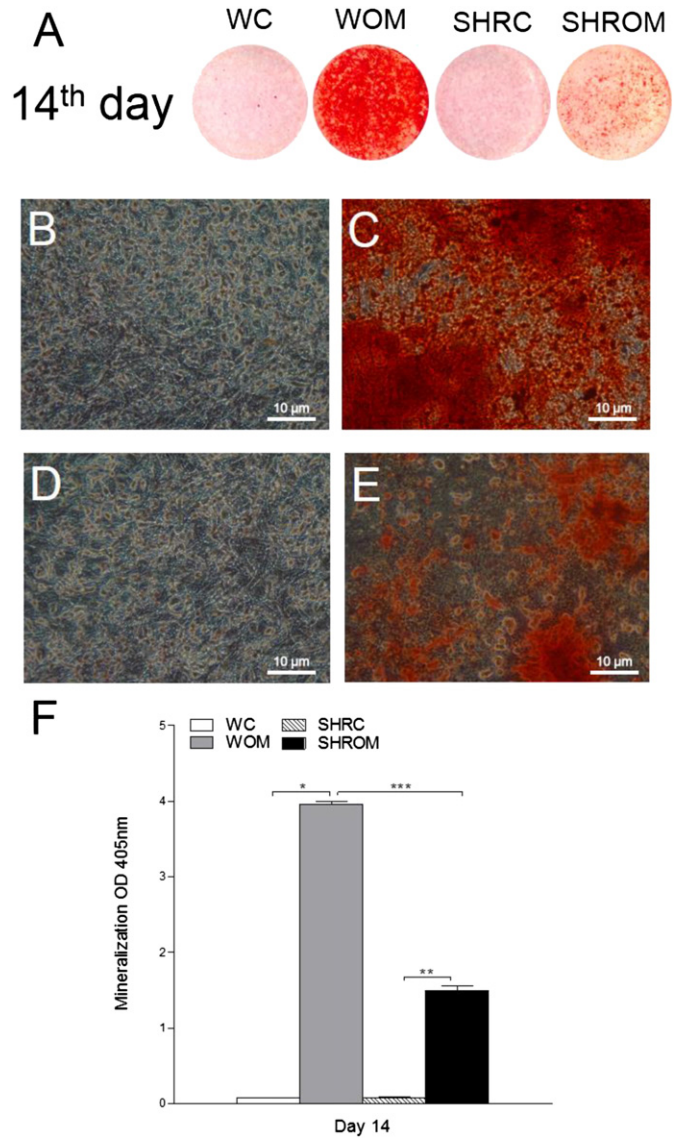 A
WC WOM SHRC SHROM
14th day
B
10 µm
C
10 µm
D
10 µm
E
10 µm
F
WC SHRC
WOM SHROM
5
4
3
2
1
0
* ***
**
Mineralization OD 405nm
Day 14